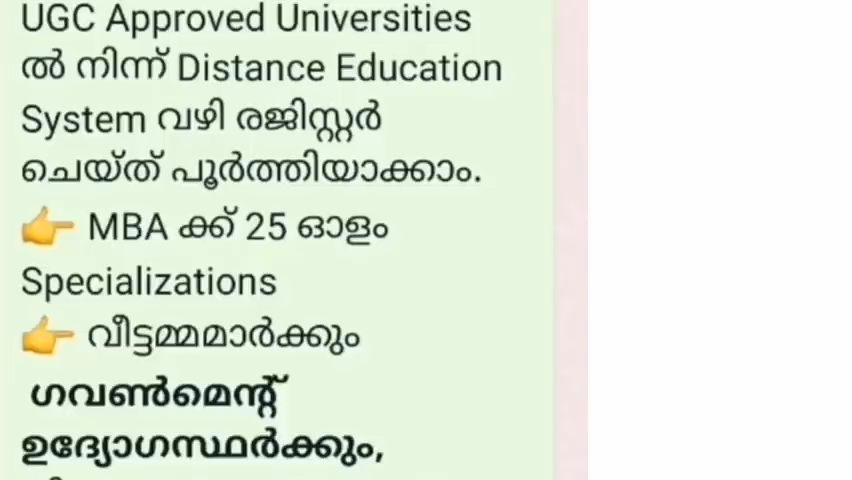 UGC Approved Universities
ൽ നിന്ന് Distance Education
System വഴി രജിസ്റ്റർ
ചെയ്ത് പൂർത്തിയാക്കാം.
👉 MBA ക്ക് 25 ഓളം
Specializations
👉 വീട്ടമ്മമാർക്കും
ഗവൺമെന്റ്
ഉദ്യോഗസ്ഥർക്കും,